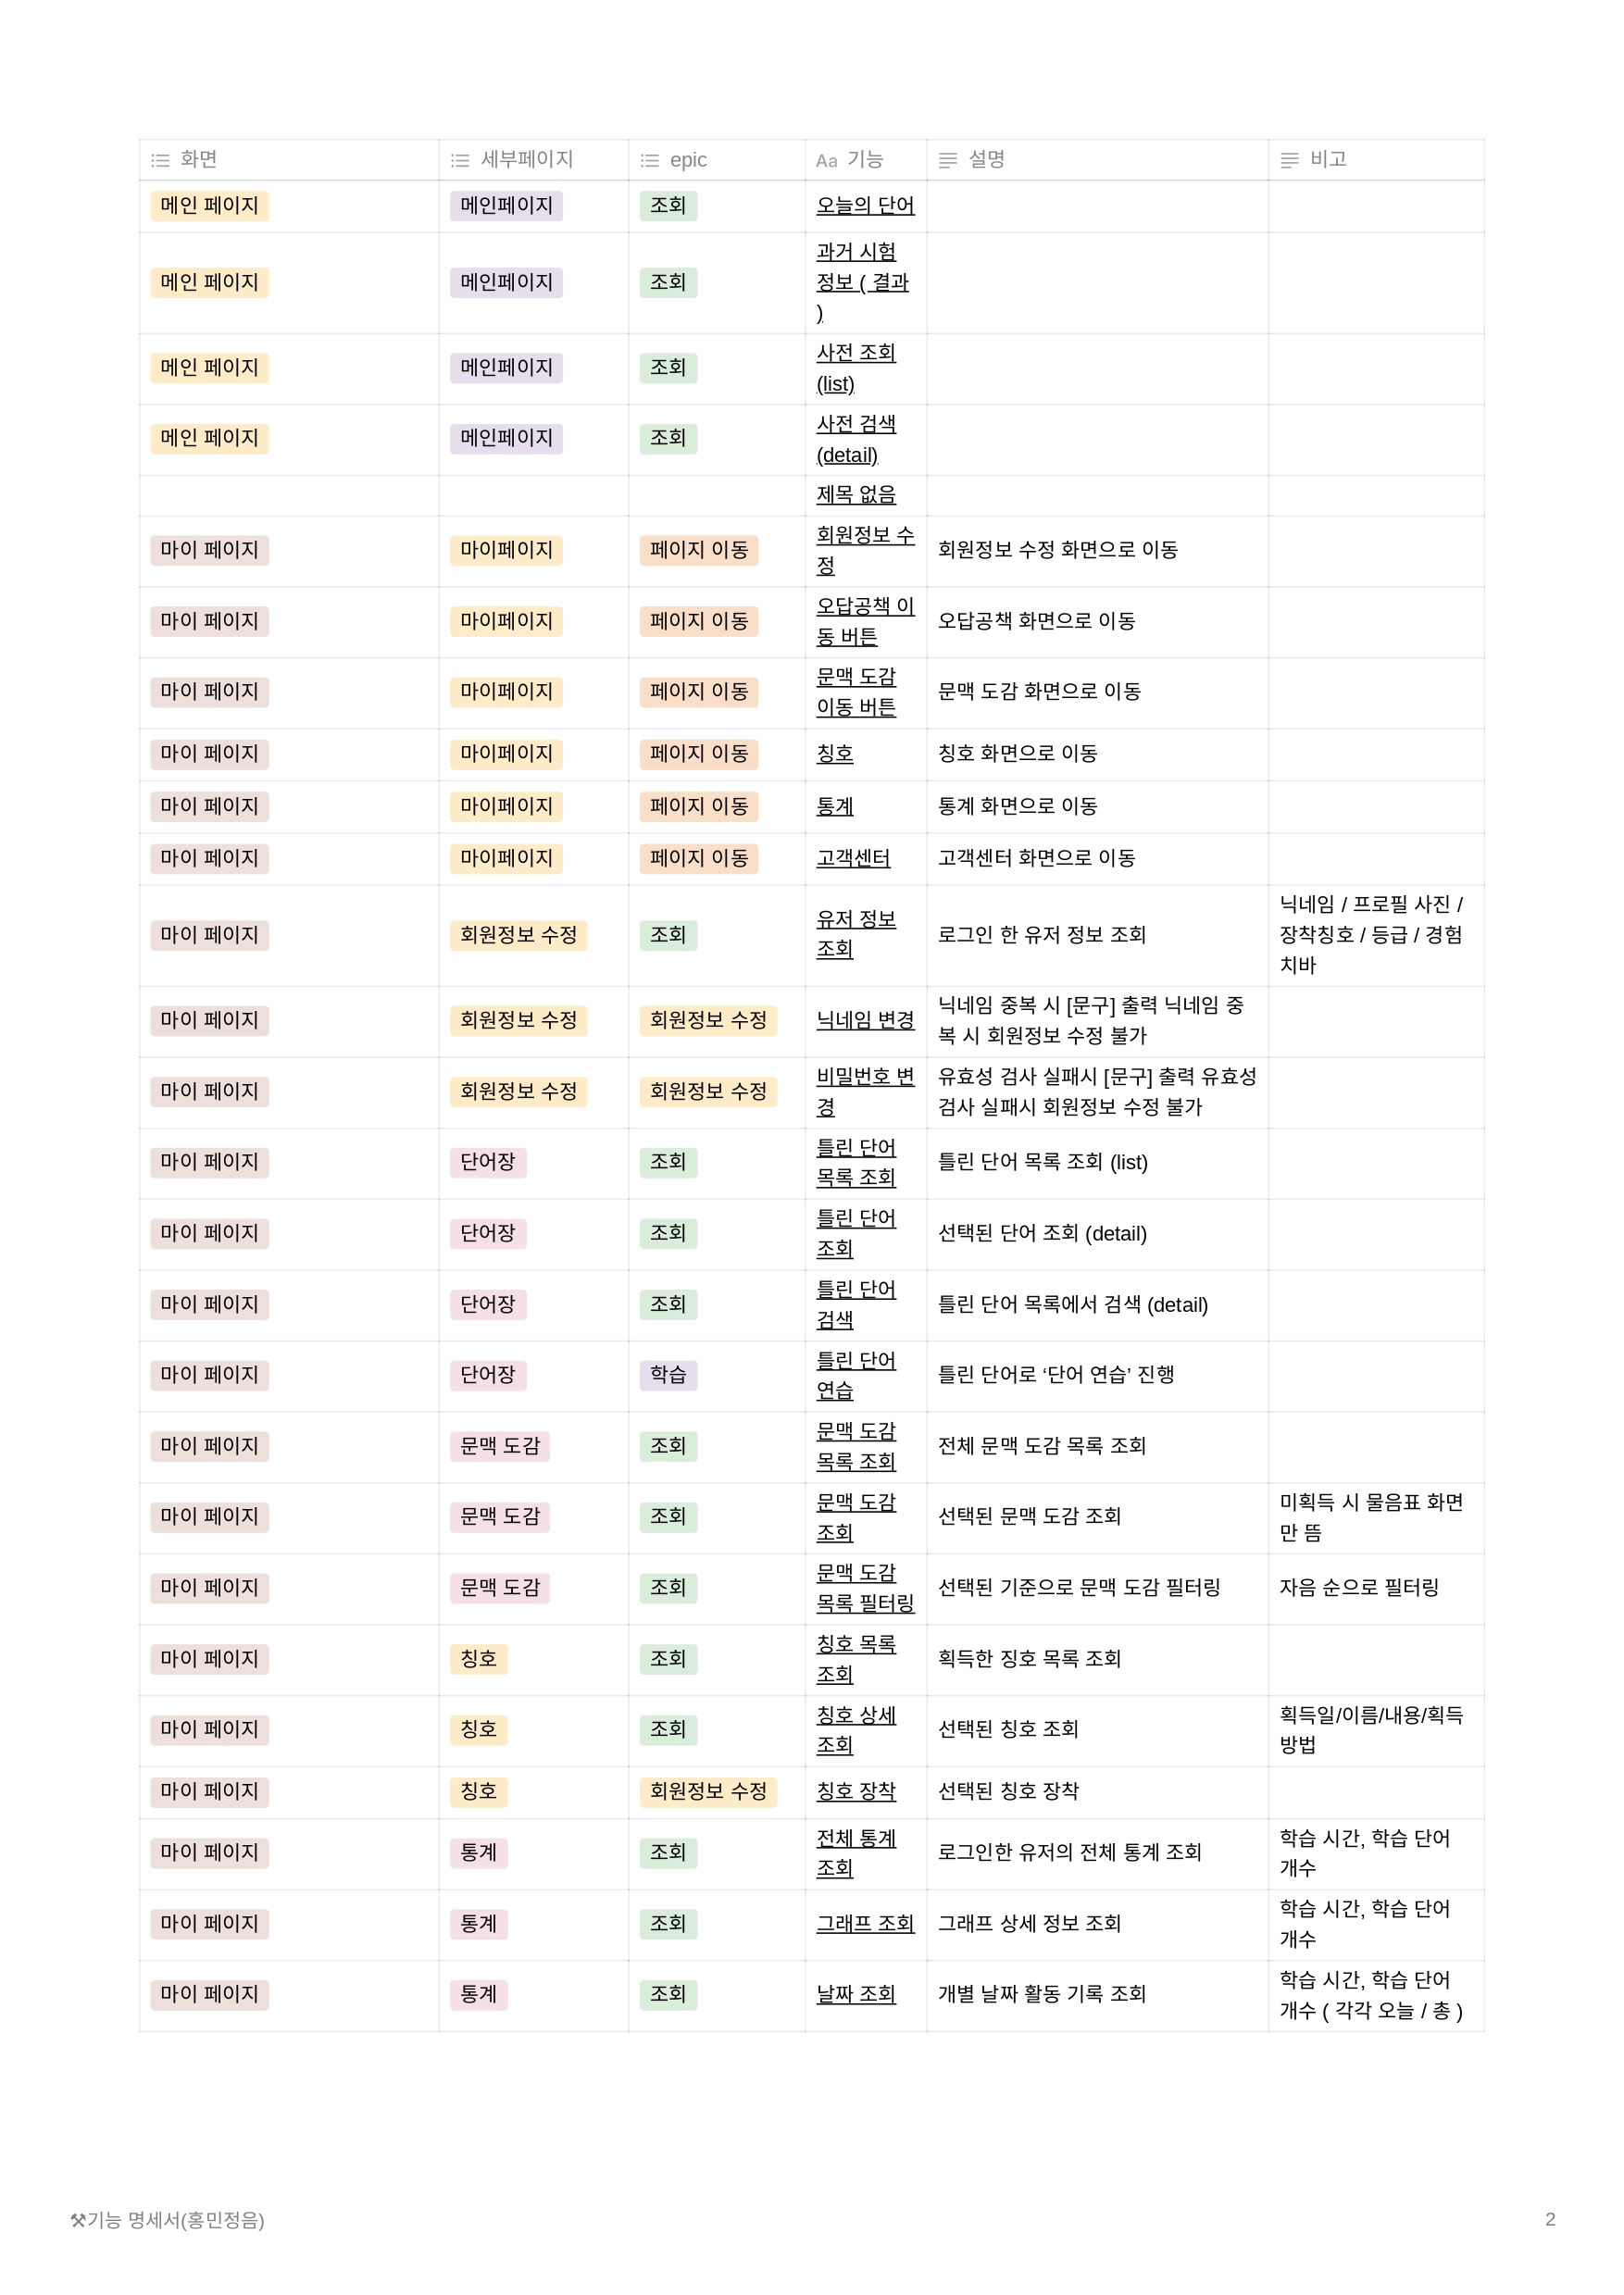 화면 세부페이지 epic Aa 기능 설명 비고
메인 페이지 메인페이지 조회 오늘의 단어
메인 페이지 메인페이지 조회 과거 시험
정보 ( 결과
)
메인 페이지 메인페이지 조회 사전 조회
(list)
메인 페이지 메인페이지 조회 사전 검색
(detail)
제목 없음
마이 페이지 마이페이지 페이지 이동 회원정보 수
정 회원정보 수정 화면으로 이동
마이 페이지 마이페이지 페이지 이동 오답공책 이
동 버튼 오답공책 화면으로 이동
마이 페이지 마이페이지 페이지 이동 문맥 도감
이동 버튼 문맥 도감 화면으로 이동
마이 페이지 마이페이지 페이지 이동 칭호 칭호 화면으로 이동
마이 페이지 마이페이지 페이지 이동 통계 통계 화면으로 이동
마이 페이지 마이페이지 페이지 이동 고객센터 고객센터 화면으로 이동
마이 페이지 회원정보 수정 조회 유저 정보
조회 로그인 한 유저 정보 조회 닉네임 / 프로필 사진 /
장착칭호 / 등급 / 경험
치바
마이 페이지 회원정보 수정 회원정보 수정 닉네임 변경 닉네임 중복 시 [문구] 출력 닉네임 중
복 시 회원정보 수정 불가
마이 페이지 회원정보 수정 회원정보 수정 비밀번호 변
경 유효성 검사 실패시 [문구] 출력 유효성
검사 실패시 회원정보 수정 불가
마이 페이지 단어장 조회 틀린 단어
목록 조회 틀린 단어 목록 조회 (list)
마이 페이지 단어장 조회 틀린 단어
조회 선택된 단어 조회 (detail)
마이 페이지 단어장 조회 틀린 단어
검색 틀린 단어 목록에서 검색 (detail)
마이 페이지 단어장 학습 틀린 단어
연습 틀린 단어로 ‘단어 연습’ 진행
마이 페이지 문맥 도감 조회 문맥 도감
목록 조회 전체 문맥 도감 목록 조회
마이 페이지 문맥 도감 조회 문맥 도감
조회 선택된 문맥 도감 조회 미획득 시 물음표 화면
만 뜸
마이 페이지 문맥 도감 조회 문맥 도감
목록 필터링 선택된 기준으로 문맥 도감 필터링 자음 순으로 필터링
마이 페이지 칭호 조회 칭호 목록
조회 획득한 징호 목록 조회
마이 페이지 칭호 조회 칭호 상세
조회 선택된 칭호 조회 획득일/이름/내용/획득
방법
마이 페이지 칭호 회원정보 수정 칭호 장착 선택된 칭호 장착
마이 페이지 통계 조회 전체 통계
조회 로그인한 유저의 전체 통계 조회 학습 시간, 학습 단어
개수
마이 페이지 통계 조회 그래프 조회 그래프 상세 정보 조회 학습 시간, 학습 단어
개수
마이 페이지 통계 조회 날짜 조회 개별 날짜 활동 기록 조회 학습 시간, 학습 단어
개수 ( 각각 오늘 / 총 )
⚒기능 명세서(홍민정음) 2